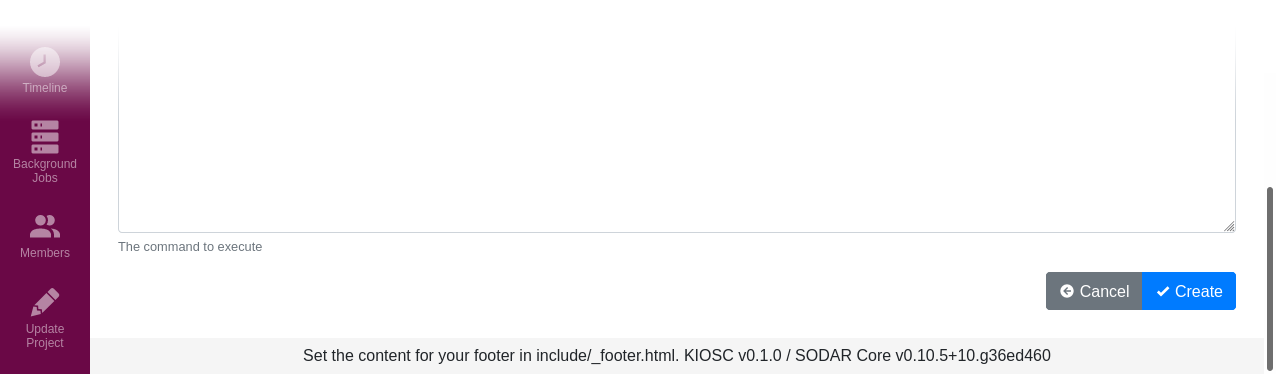 Timeline
Background
Jobs
Members
Update
Project
The command to execute
Cancel
Create
Set the content for your footer in include/_footer.html. KIOSC v0.1.0 / SODAR Core v0.10.5+10.g36ed460